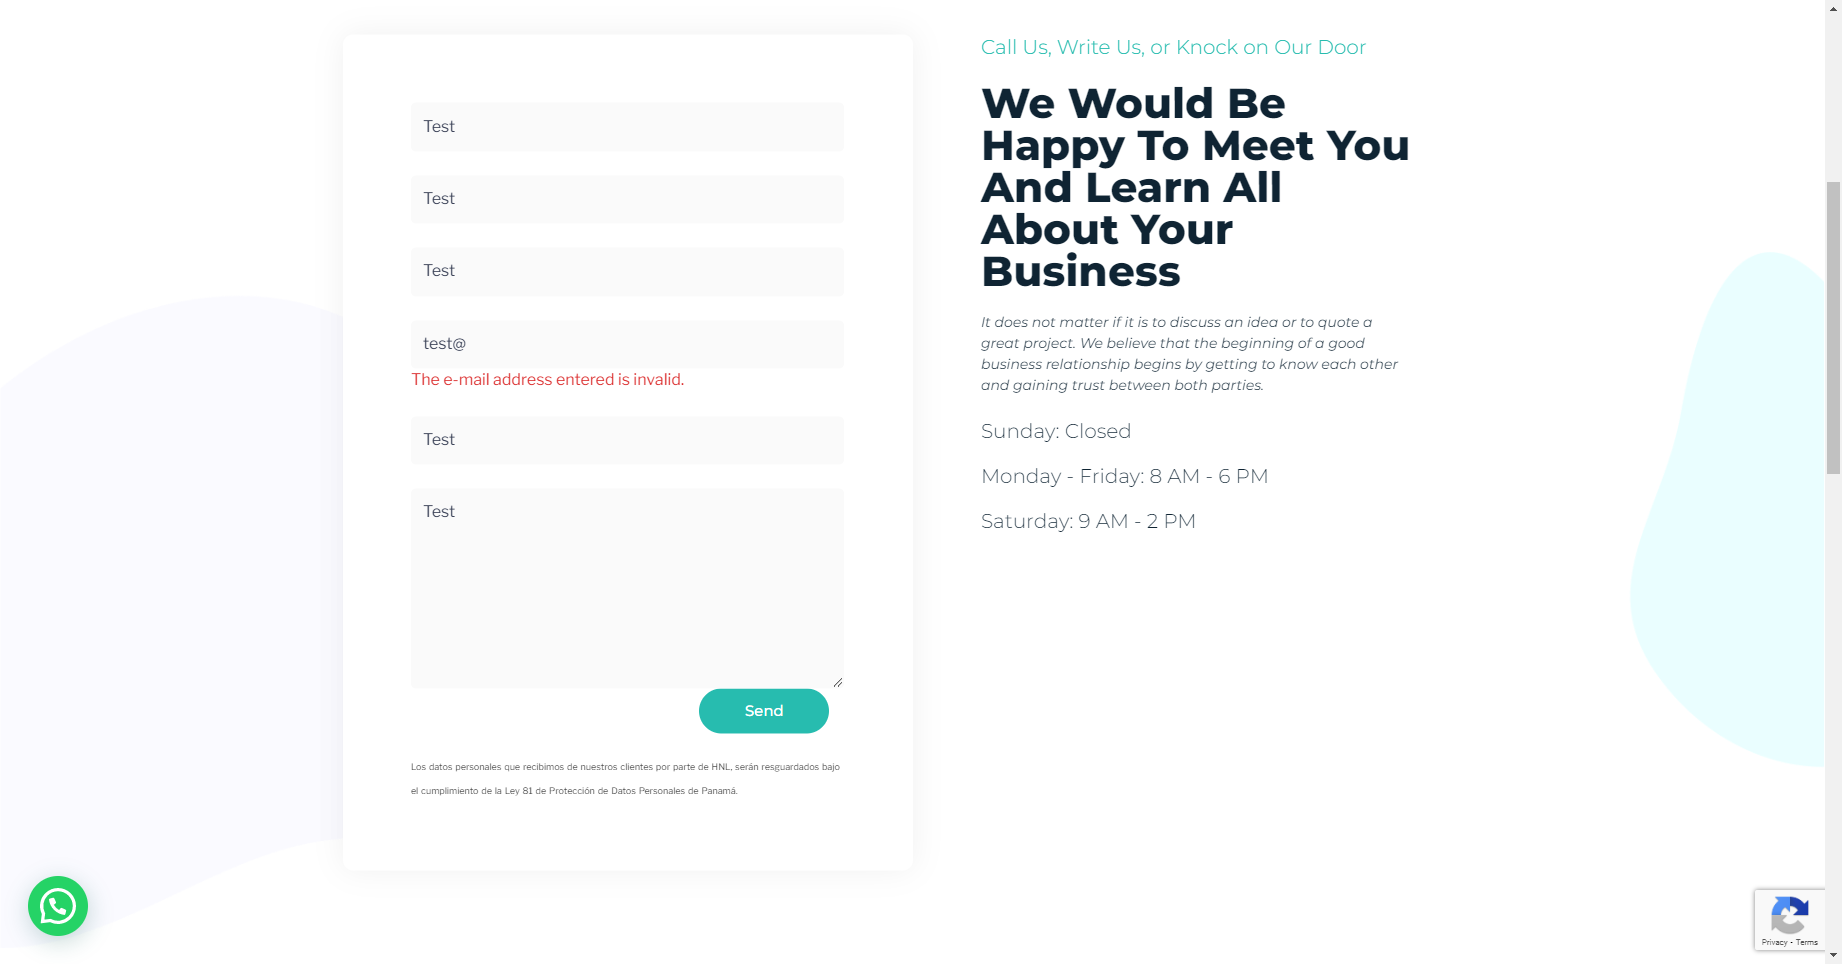 Test
Test
Test
test@
The e-mail address entered is invalid.
Test
Test
Send
Los datos personales que recibimos de nuestros clientes por parte de HNL, serán resguardados bajo
el cumplimiento de la Ley 81 de Protección de Datos Personales de Panamá.
Call Us, Write Us, or Knock on Our Door
We Would Be
Happy To Meet You
And Learn All
About Your
Business
It does not matter if it is to discuss an idea or to quote a
great project. We believe that the beginning of a good
business relationship begins by getting to know each other
and gaining trust between both parties.
Sunday: Closed
Monday - Friday: 8 AM - 6 PM
Saturday: 9 AM - 2 PM
Privacy - Terms